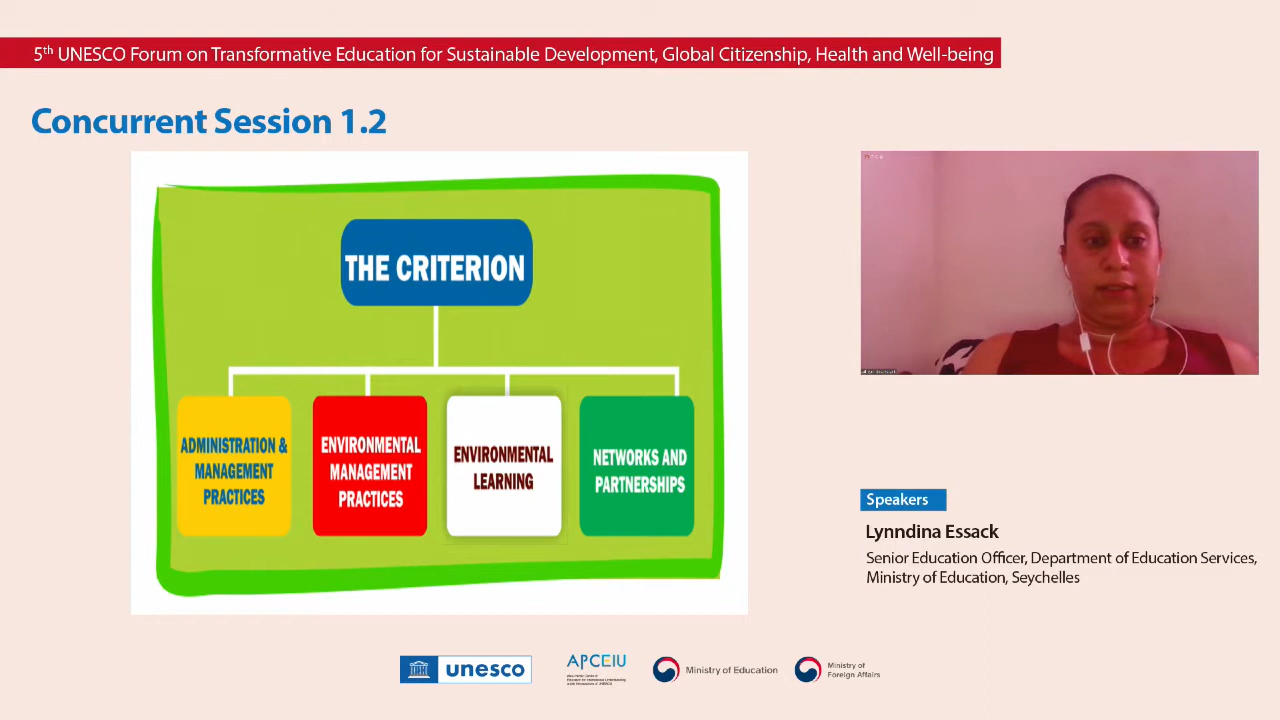 5th UNESCO Forum on Transformative Education for Sustainable Development, Global Citizenship, Health and Well-being
Concurrent Session 1.2
THE CRITERION
ADMINISTRATION &
MANAGEMENT
PRACTICES
ENVIRONMENTAL
MANAGEMENT
PRACTICES
ENVIRONMENTAL
LEARNING
NETWORKS AND
PARTNERSHIPS
Speakers
Lynndina Essack
Senior Education Officer, Department of Education Services,
Ministry of Education, Seychelles
unesco
APCEIU
Ministry of Education
Ministry of
Foreign Affairs